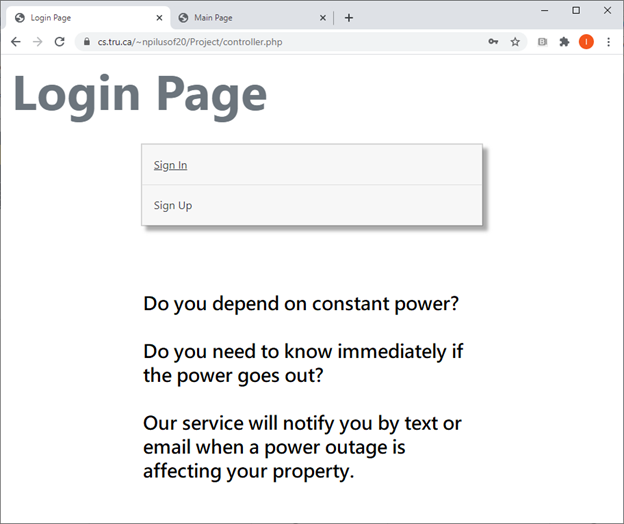 Login Page
Main Page
cs.tru.ca/~npilusof20/Project/controller.php
I
Login Page
Sign In
Sign Up
Do you depend on constant power?
Do you need to know immediately if
the power goes out?
Our service will notify you by text or
email when a power outage is
affecting your property.